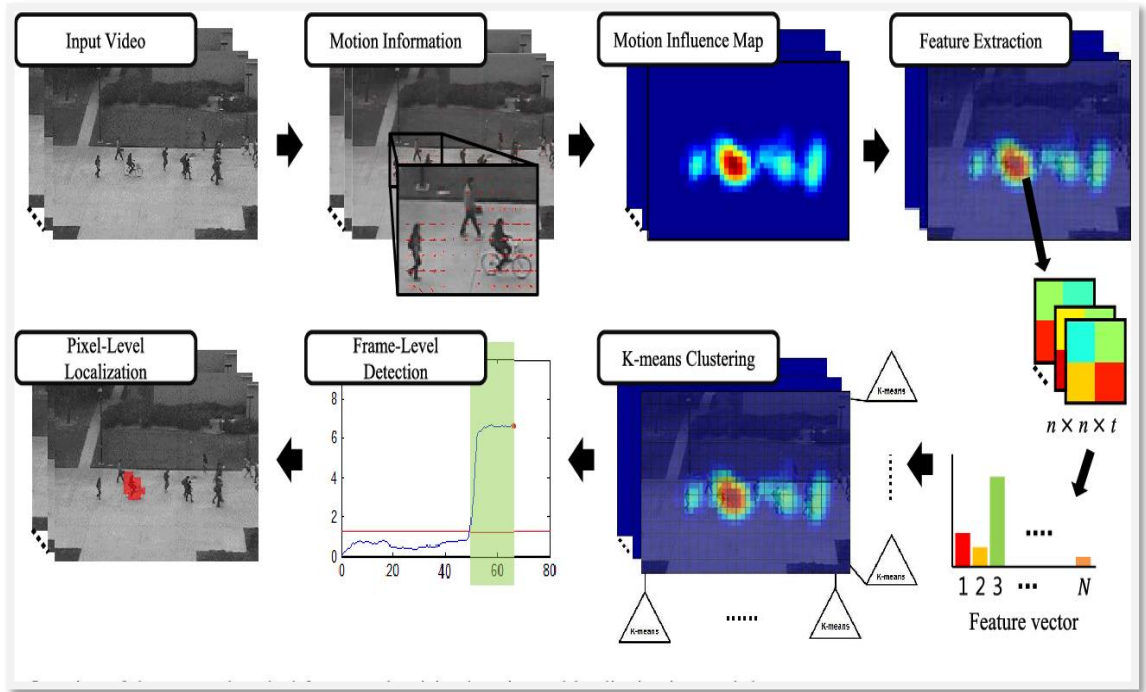 Input Video
Motion Information
Motion Influence Map
Feature Extraction
n × n × t
1 2 3 ... N
Feature vector
K-means Clustering
K-means
K-means
K-means
K-means
Frame-Level
Detection
8
6
4
2
0
0 20 40 60 80
Pixel-Level
Localization